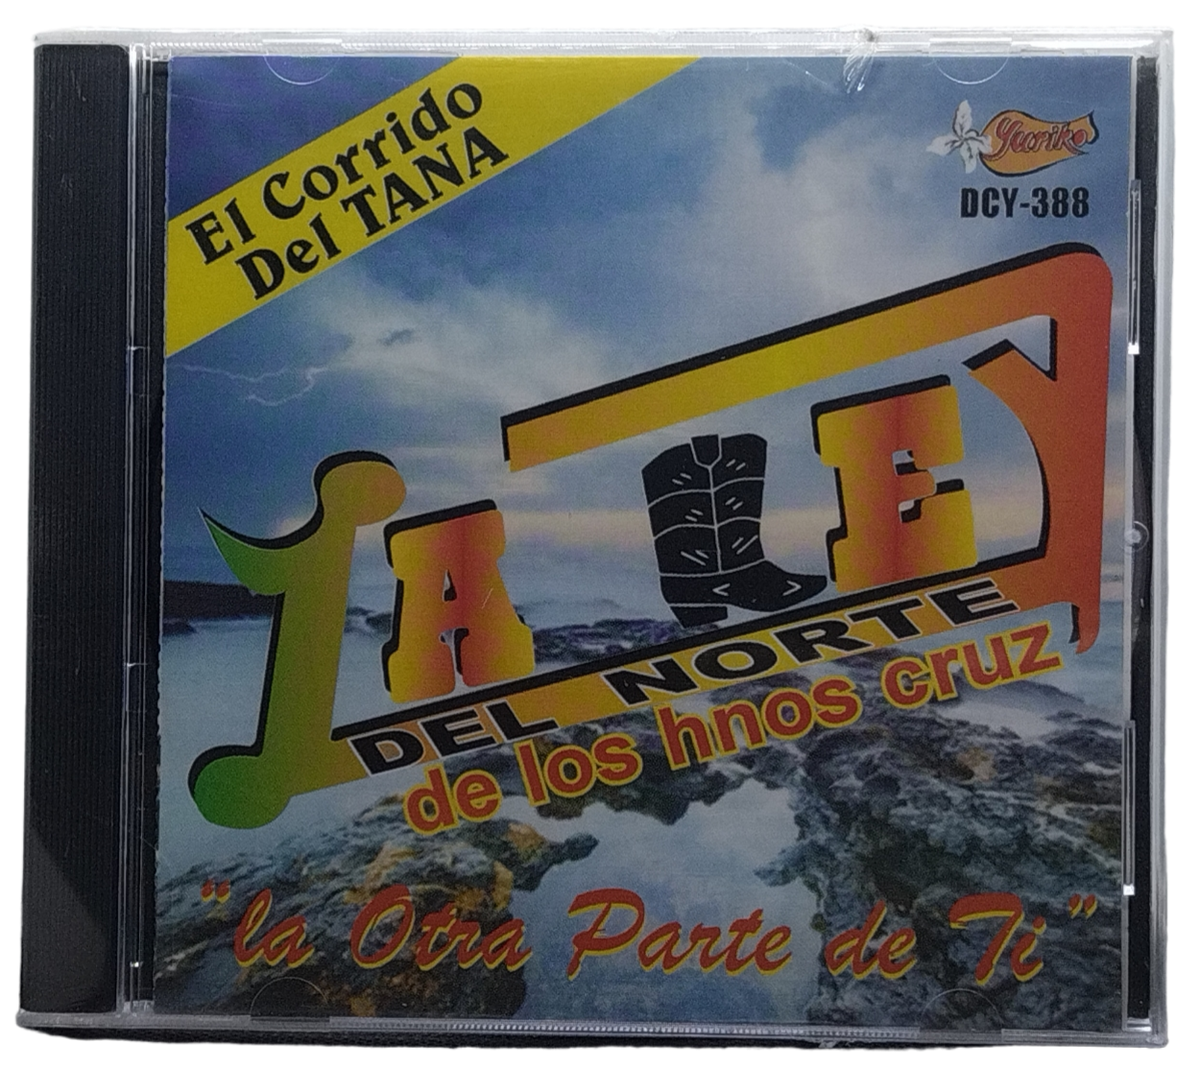 El Corrido
Del TANA
Yuriko
DCY-388
LA LEY
DEL NORTE
de los hnos cruz
"la Otra Parte de Ti"